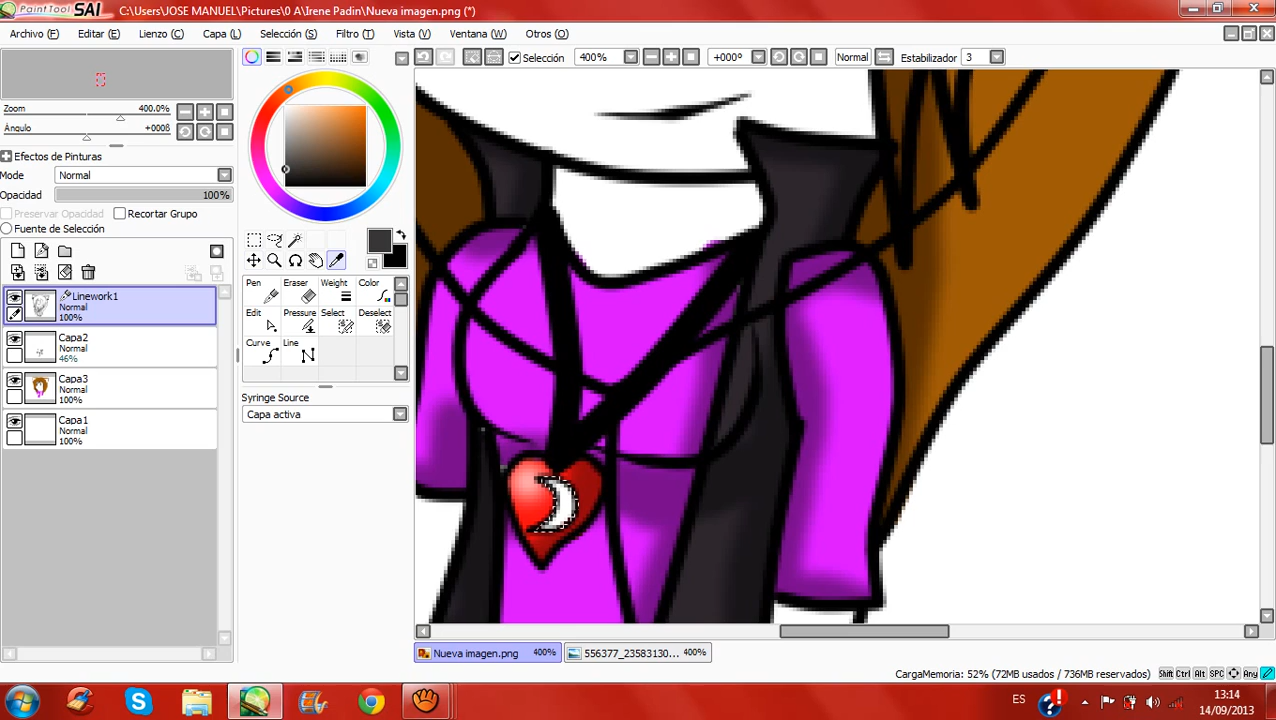 PaintTool SAI C:\Users\JOSE MANUEL\Pictures\0 A\Irene Padin\Nueva imagen.png (*)
Archivo (F) Editar (E) Lienzo (C) Capa (L) Selección (S) Filtro (T) Vista (V) Ventana (W) Otros (O)
Selección 400% +000º Normal Estabilizador 3
Zoom 400.0%
Ángulo +000º
Efectos de Pinturas
Modo Normal
Opacidad 100%
Preservar Opacidad Recortar Grupo
Fuente de Selección
Linework1
Normal
100%
Capa2
Normal
46%
Capa3
Normal
100%
Capa1
Normal
100%
Pen Eraser Weight Color
Edit Pressure Select Deselect
Curve Line
Syringe Source
Capa activa
Nueva imagen.png 400% 556377_23583130... 400%
CargaMemoria: 52% (72MB usados / 736MB reservados) Shift Ctrl Alt SPC Any
ES 13:14
14/09/2013